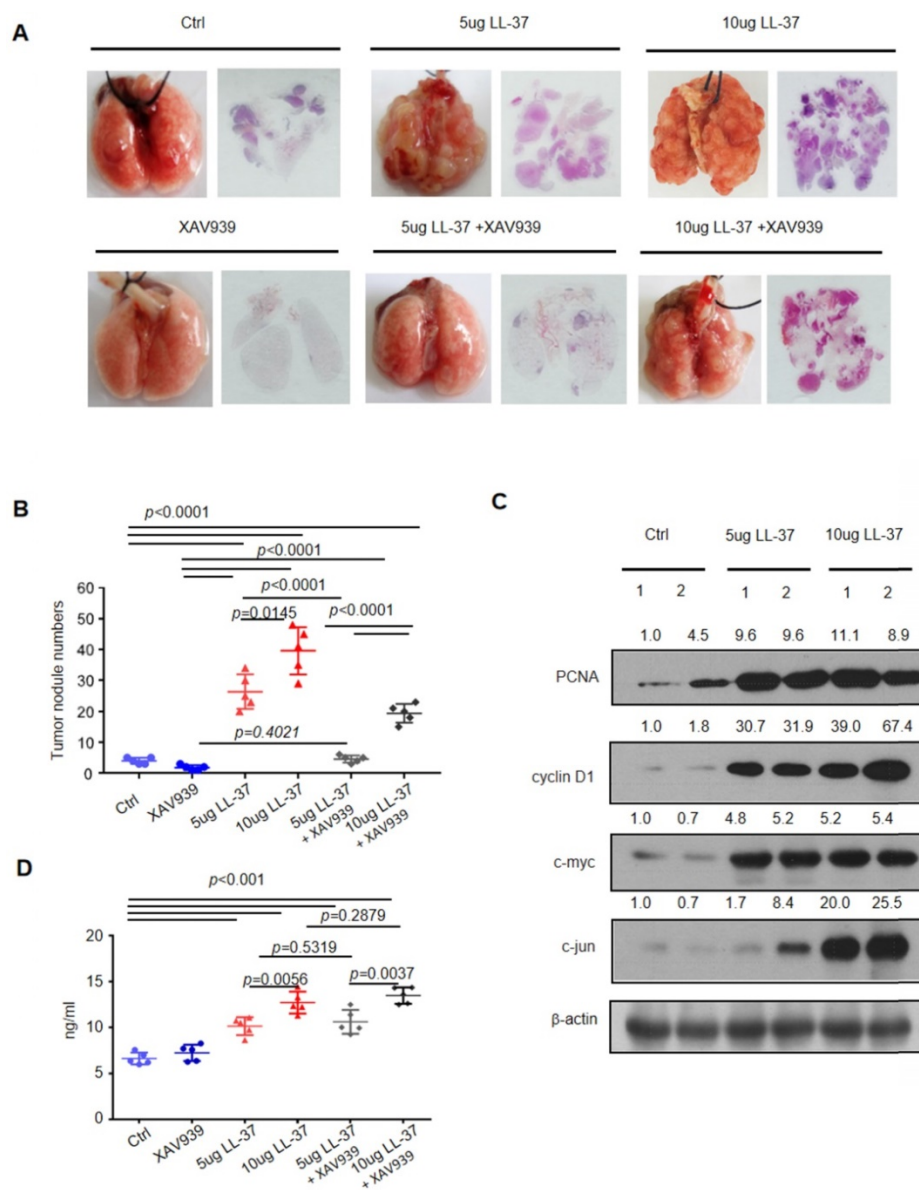 A
Ctrl
5ug LL-37
10ug LL-37
XAV939
5ug LL-37 +XAV939
10ug LL-37 +XAV939
B
p<0.0001
p<0.0001
p<0.0001
p=0.0145
p<0.0001
p=0.4021
Tumor nodule numbers
60
50
40
30
20
10
0
Ctrl
XAV939
5ug LL-37
10ug LL-37
5ug LL-37
+ XAV939
10ug LL-37
+ XAV939
C
Ctrl
5ug LL-37
10ug LL-37
1 2 1 2 1 2
1.0 4.5 9.6 9.6 11.1 8.9
PCNA
1.0 1.8 30.7 31.9 39.0 67.4
cyclin D1
1.0 0.7 4.8 5.2 5.2 5.4
c-myc
1.0 0.7 1.7 8.4 20.0 25.5
c-jun
β-actin
D
p<0.001
p=0.2879
p=0.5319
p=0.0056
p=0.0037
ng/ml
20
15
10
5
0
Ctrl
XAV939
5ug LL-37
10ug LL-37
5ug LL-37
+ XAV939
10ug LL-37
+ XAV939